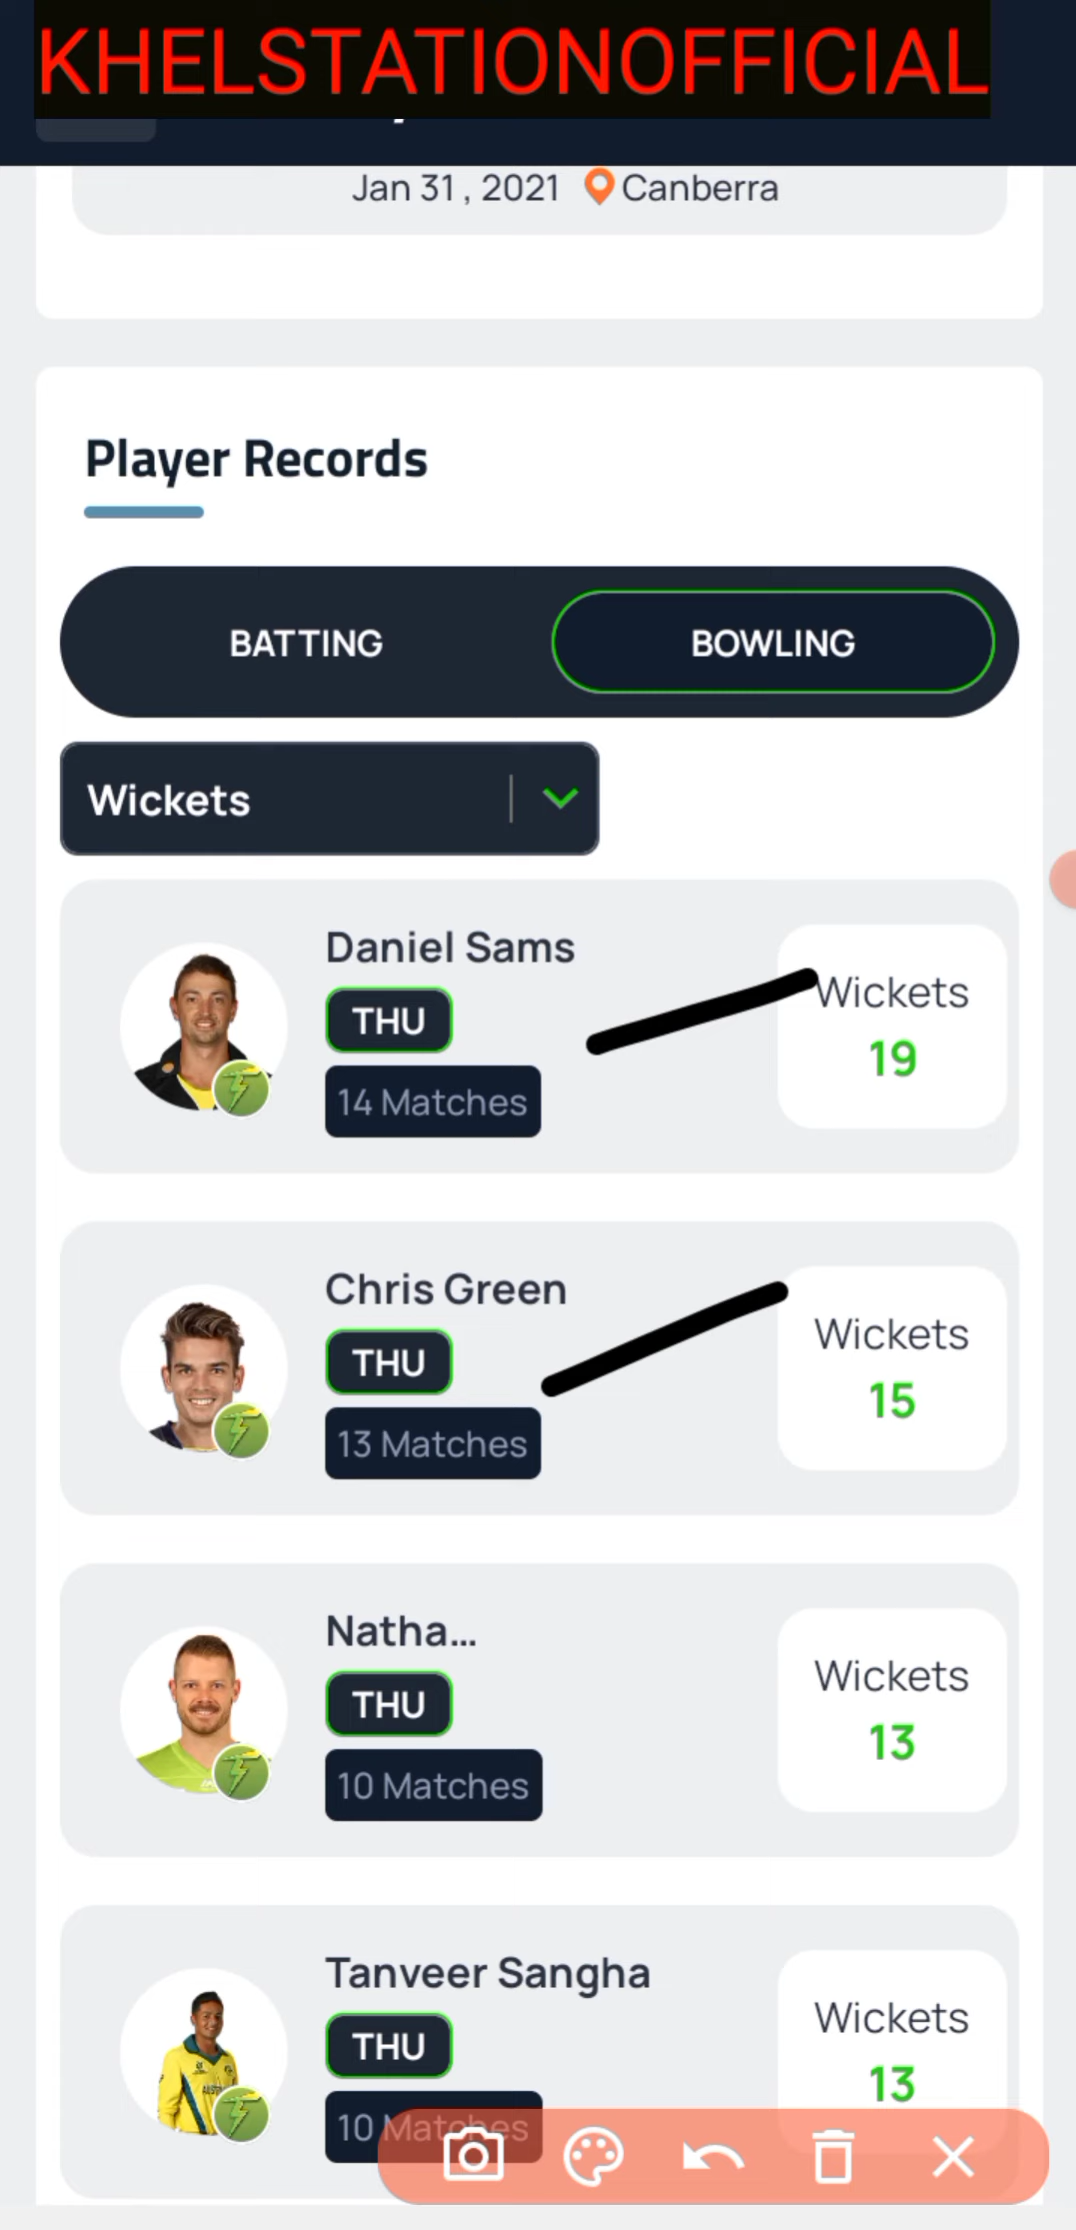 KHELSTATIONOFFICIAL
Jan 31 , 2021 Canberra
Player Records
BATTING BOWLING
Wickets
Daniel Sams
THU
14 Matches
Wickets
19
Chris Green
THU
13 Matches
Wickets
15
Natha...
THU
10 Matches
Wickets
13
Tanveer Sangha
THU
10 Matches
Wickets
13